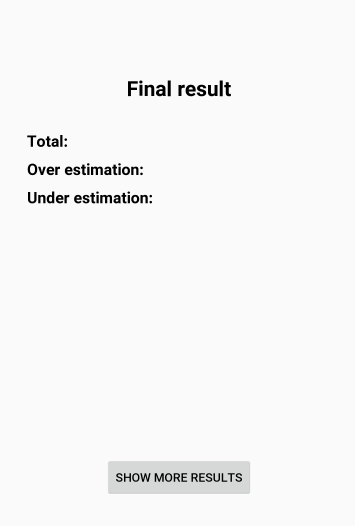 Final result
Total:
Over estimation:
Under estimation:
SHOW MORE RESULTS